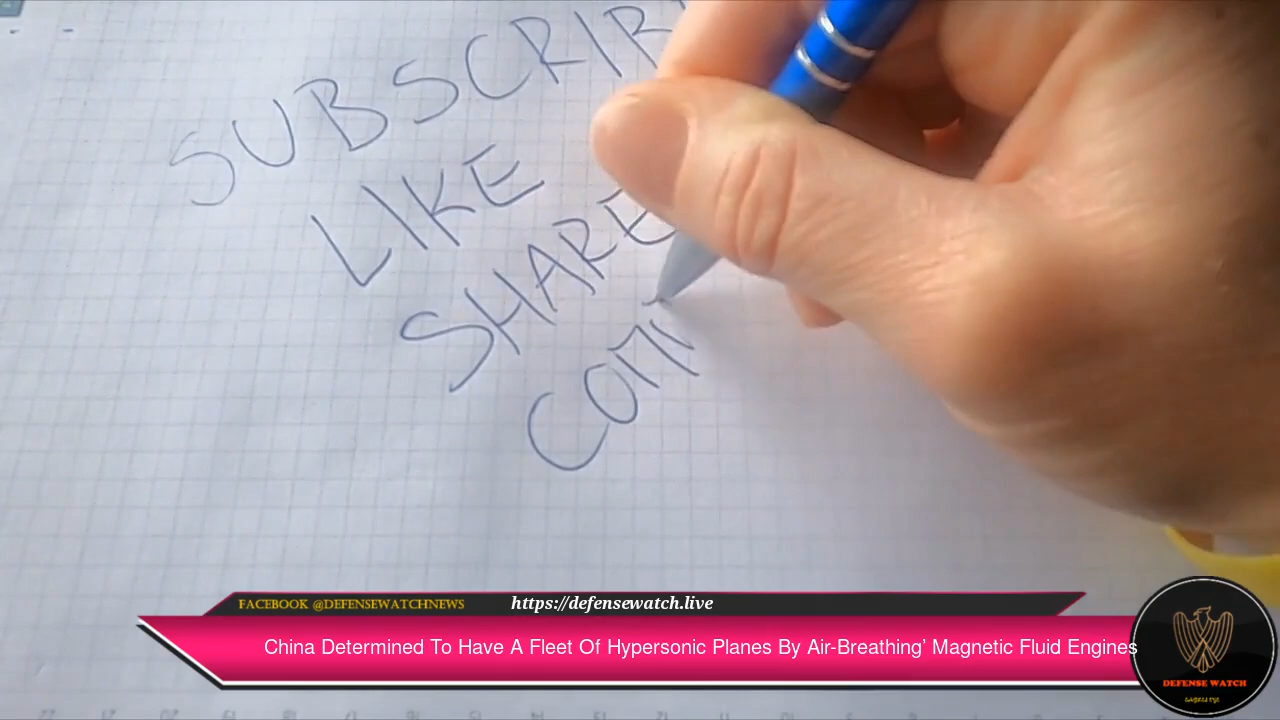 SUBSCRIB
LIKE
SHARE
COM
FACEBOOK @DEFENSEWATCHNEWS
https://defensewatch.live
China Determined To Have A Fleet Of Hypersonic Planes By Air-Breathing’ Magnetic Fluid Engines
DEFENSE WATCH